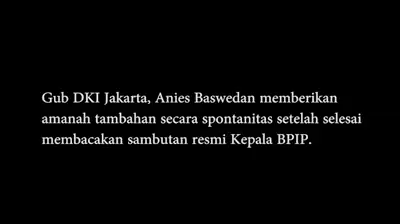 Gub DKI Jakarta, Anies Baswedan memberikan
amanah tambahan secara spontanitas setelah selesai
membacakan sambutan resmi Kepala BPIP.